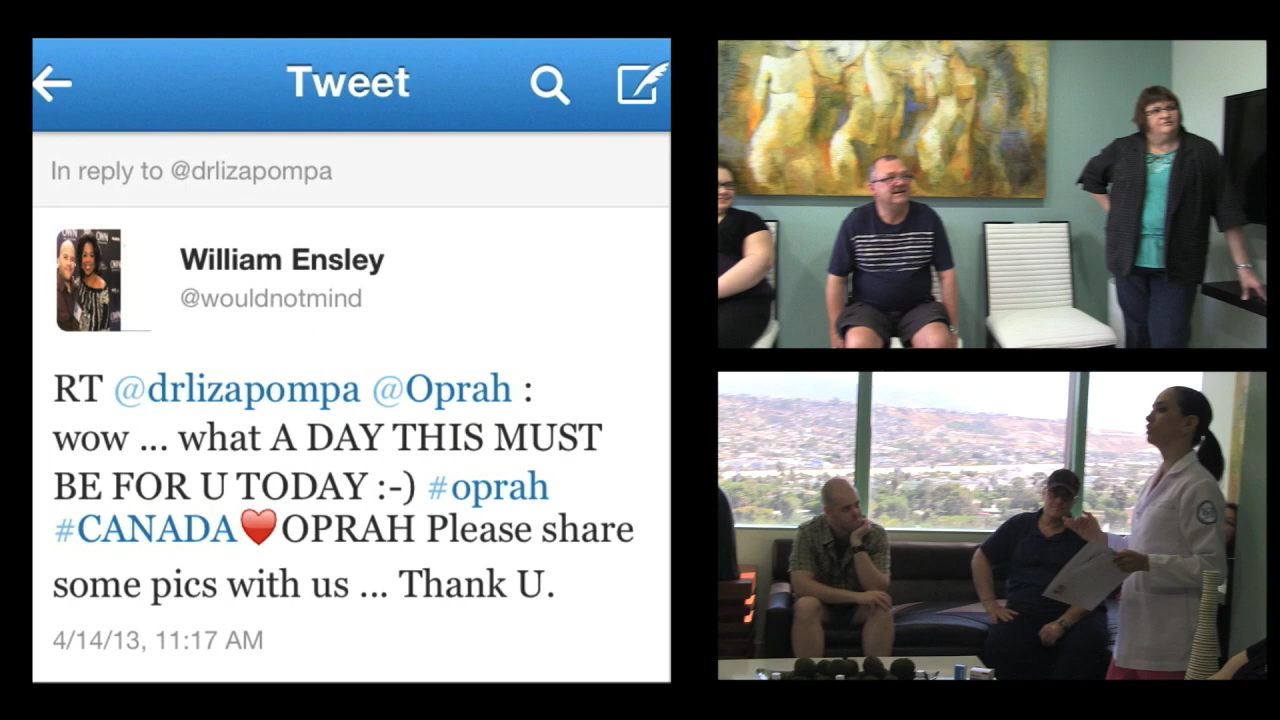 Tweet
In reply to @drlizapompa
William Ensley
@wouldnotmind
RT @drlizapompa @Oprah :
wow ... what A DAY THIS MUST
BE FOR U TODAY :-) #oprah
#CANADA❤️OPRAH Please share
some pics with us ... Thank U.
4/14/13, 11:17 AM